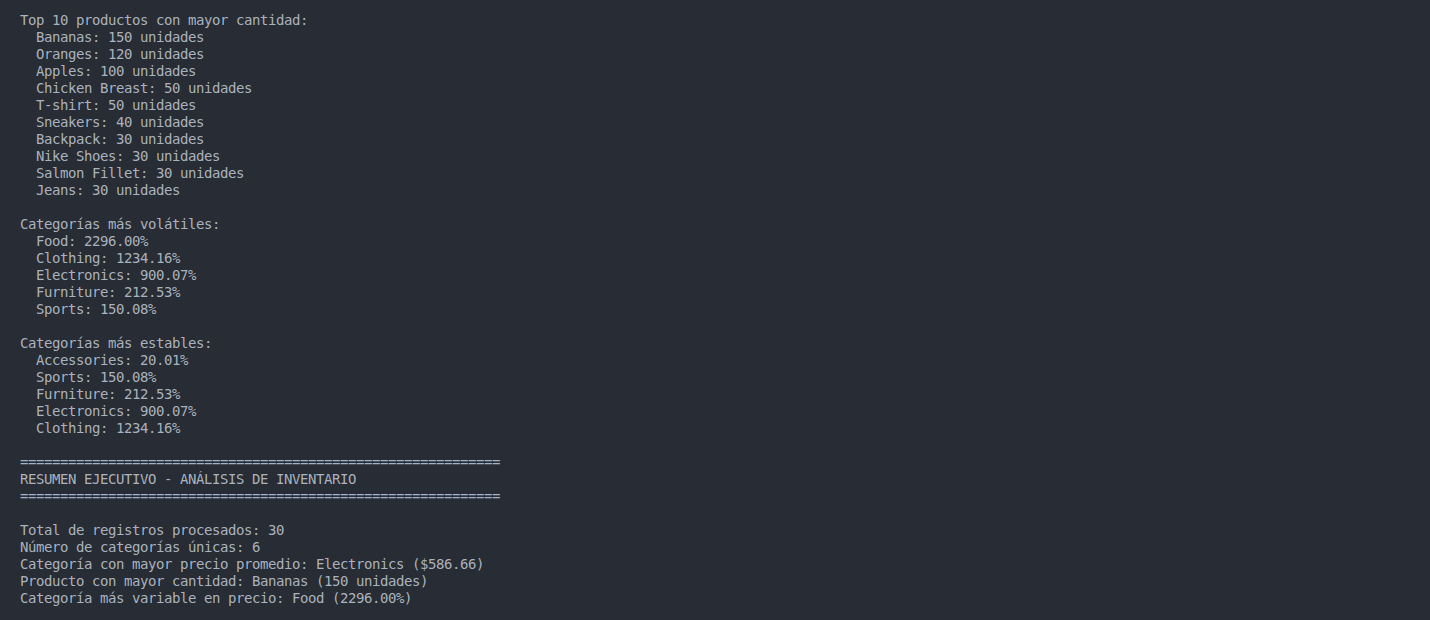 Top 10 productos con mayor cantidad:
Bananas: 150 unidades
Oranges: 120 unidades
Apples: 100 unidades
Chicken Breast: 50 unidades
T-shirt: 50 unidades
Sneakers: 40 unidades
Backpack: 30 unidades
Nike Shoes: 30 unidades
Salmon Fillet: 30 unidades
Jeans: 30 unidades
Categorías más volátiles:
Food: 2296.00%
Clothing: 1234.16%
Electronics: 900.07%
Furniture: 212.53%
Sports: 150.08%
Categorías más estables:
Accessories: 20.01%
Sports: 150.08%
Furniture: 212.53%
Electronics: 900.07%
Clothing: 1234.16%
============================================================
RESUMEN EJECUTIVO - ANÁLISIS DE INVENTARIO
============================================================
Total de registros procesados: 30
Número de categorías únicas: 6
Categoría con mayor precio promedio: Electronics ($586.66)
Producto con mayor cantidad: Bananas (150 unidades)
Categoría más variable en precio: Food (2296.00%)